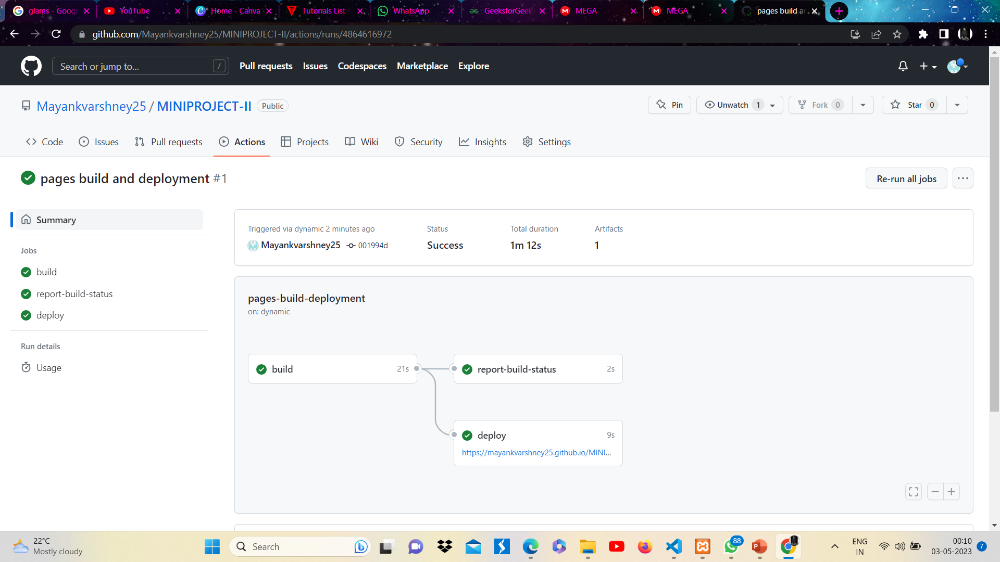 glams - Googl
YouTube
Home - Canva
Tutorials List -
WhatsApp
GeeksforGeek
MEGA
MEGA
pages build an
github.com/Mayankvarshney25/MINIPROJECT-II/actions/runs/4864616972
Search or jump to...
/
Pull requests
Issues
Codespaces
Marketplace
Explore
Mayankvarshney25 / MINIPROJECT-II
Public
Pin
Unwatch 1
Fork 0
Star 0
Code
Issues
Pull requests
Actions
Projects
Wiki
Security
Insights
Settings
pages build and deployment #1
Re-run all jobs
Summary
Jobs
build
report-build-status
deploy
Run details
Usage
Triggered via dynamic 2 minutes ago
Mayankvarshney25 001994d
Status
Success
Total duration
1m 12s
Artifacts
1
pages-build-deployment
on: dynamic
build 21s
report-build-status 2s
deploy 9s
https://mayankvarshney25.github.io/MINI...
22°C
Mostly cloudy
Search
88
ENG
IN
00:10
03-05-2023
7